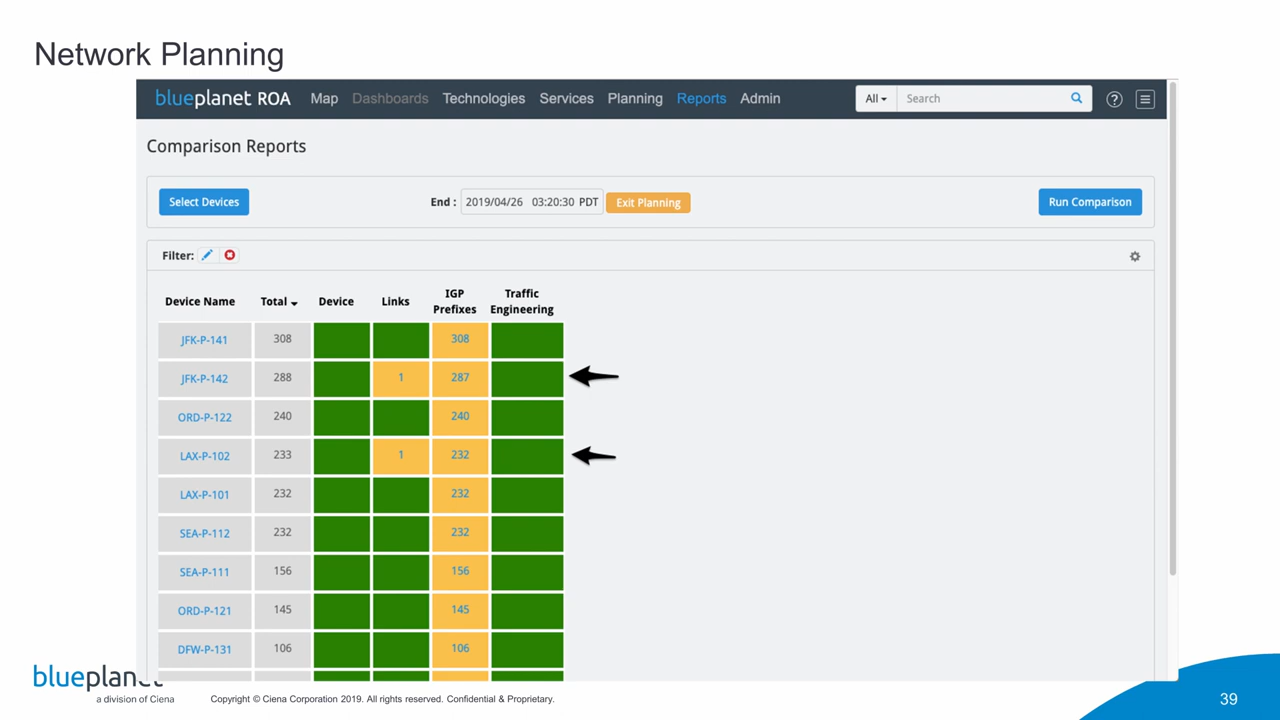 Network Planning
blueplanet ROA Map Dashboards Technologies Services Planning Reports Admin All Search ?
Comparison Reports
Select Devices End : 2019/04/26 03:20:30 PDT Exit Planning Run Comparison
Filter:
Device Name Total Device Links IGP Prefixes Traffic Engineering
JFK-P-141 308 308
JFK-P-142 288 1 287
ORD-P-122 240 240
LAX-P-102 233 1 232
LAX-P-101 232 232
SEA-P-112 232 232
SEA-P-111 156 156
ORD-P-121 145 145
DFW-P-131 106 106
blueplanet
a division of Ciena Copyright © Ciena Corporation 2019. All rights reserved. Confidential & Proprietary. 39